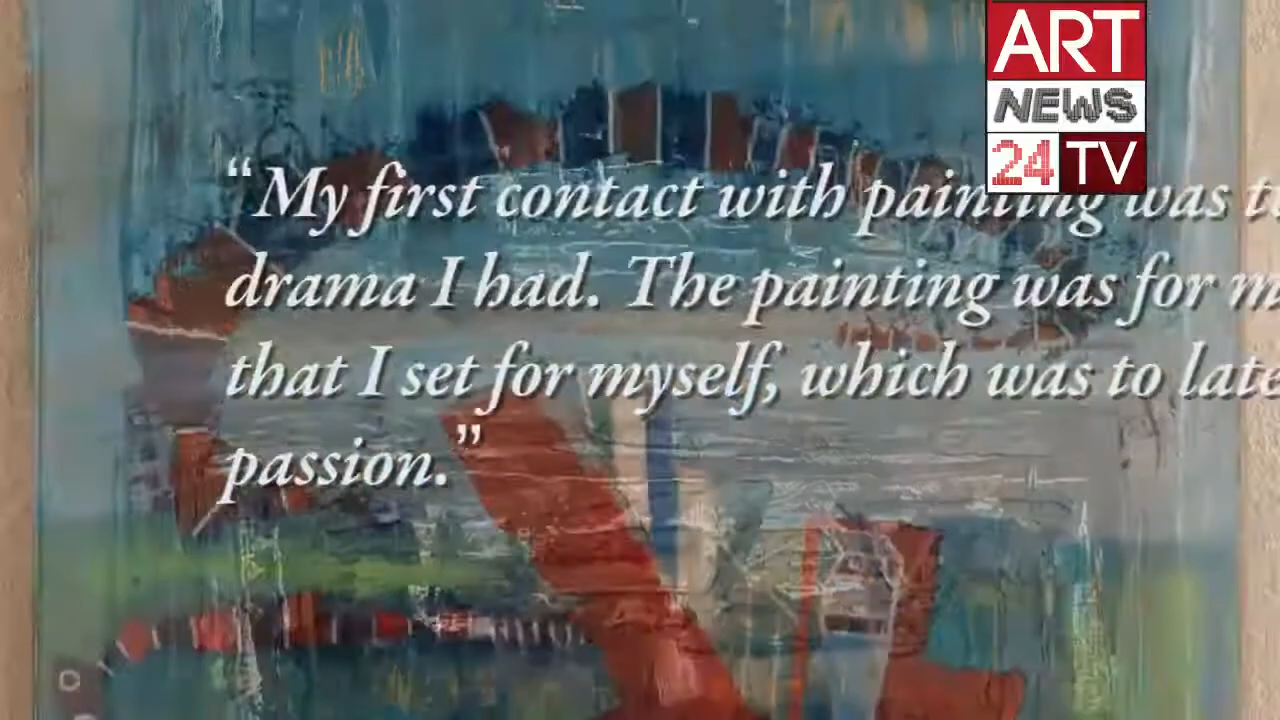 ART
NEWS
24 TV
“My first contact with painting was
drama I had. The painting was for
that I set for myself, which was to
passion.”